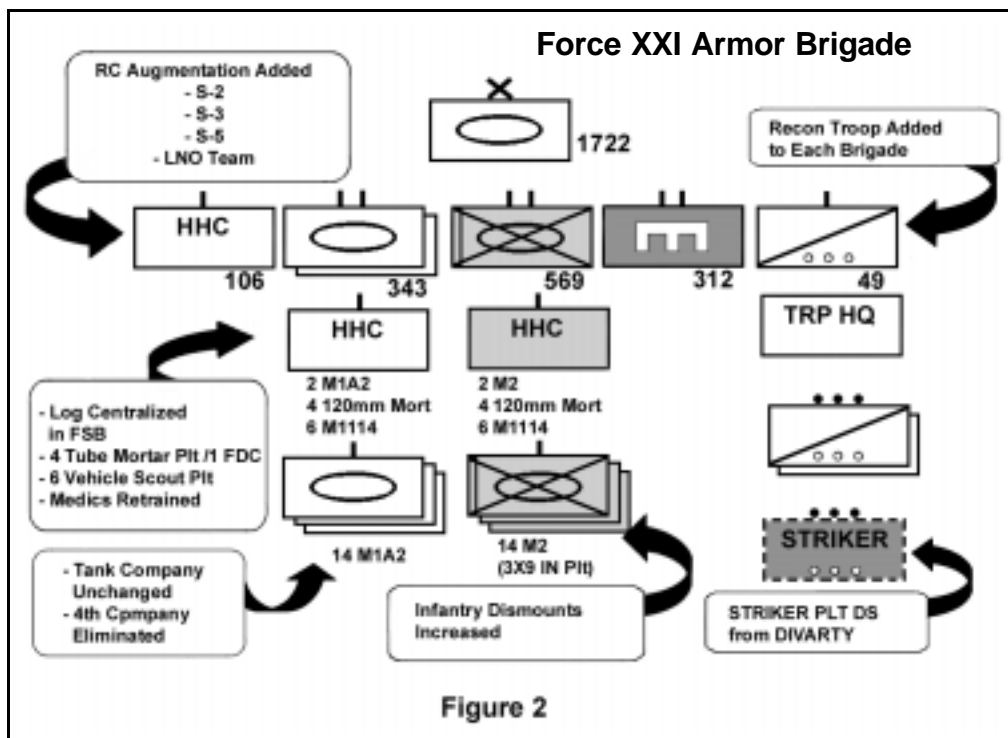 Force XXI Armor Brigade
RC Augmentation Added
- S-2
- S-3
- S-5
- LNO Team
1722
Recon Troop Added
to Each Brigade
HHC
106
343
569
312
49
HHC
HHC
TRP HQ
2 M1A2
4 120mm Mort
6 M1114
2 M2
4 120mm Mort
6 M1114
- Log Centralized
in FSB
- 4 Tube Mortar Plt /1 FDC
- 6 Vehicle Scout Plt
- Medics Retrained
14 M1A2
14 M2
(3X9 IN Plt)
STRIKER
- Tank Company
Unchanged
- 4th Cpmpany
Eliminated
Infantry Dismounts
Increased
STRIKER PLT DS
from DIVARTY
Figure 2